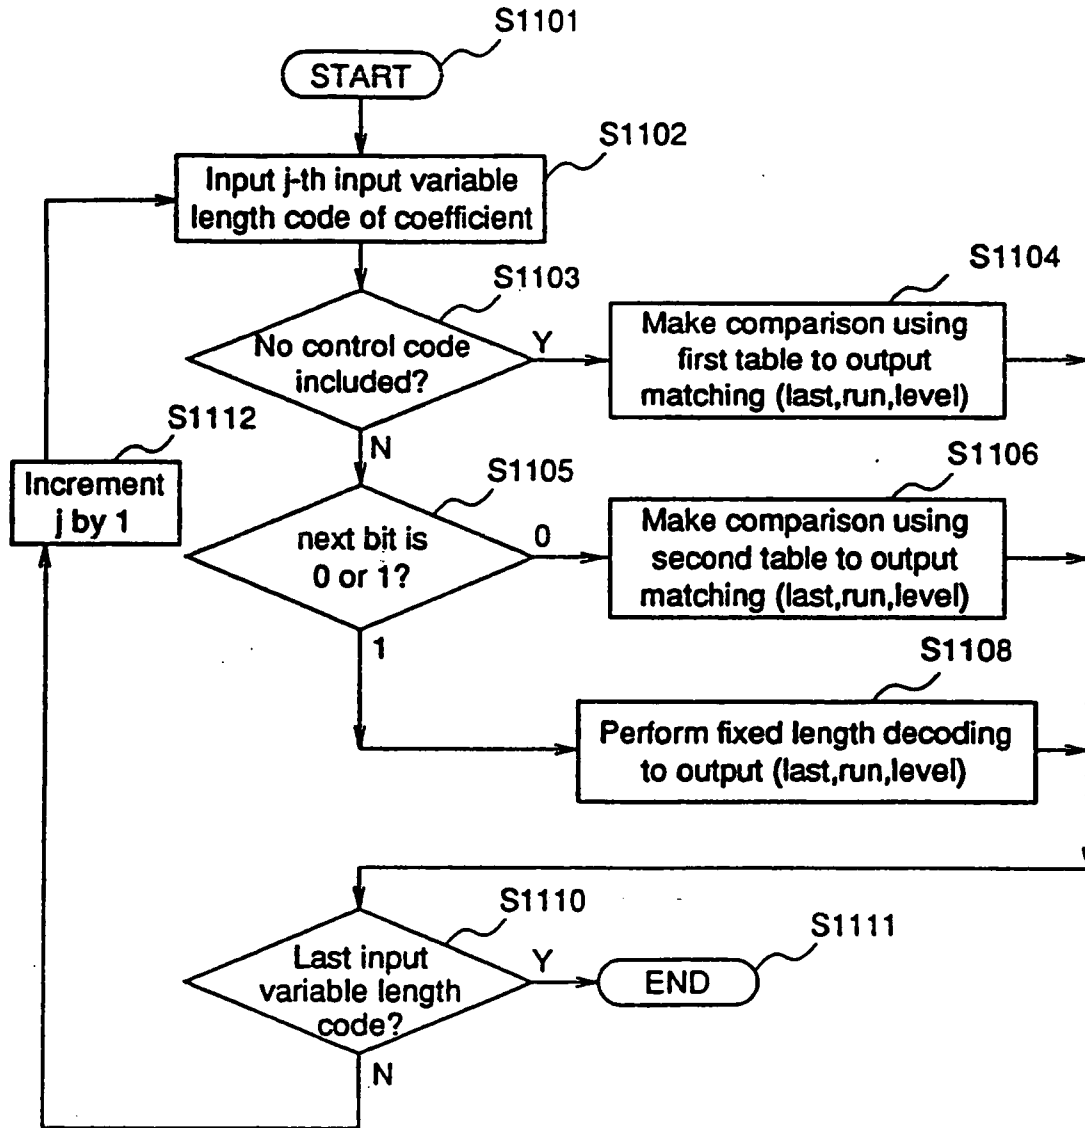 S1101
START
S1102
Input j-th input variable
length code of coefficient
S1103
No control code
included?
Y
N
S1104
Make comparison using
first table to output
matching (last,run,level)
S1112
Increment
j by 1
S1105
next bit is
0 or 1?
0
1
S1106
Make comparison using
second table to output
matching (last,run,level)
S1108
Perform fixed length decoding
to output (last,run,level)
S1110
Last input
variable length
code?
Y
N
S1111
END